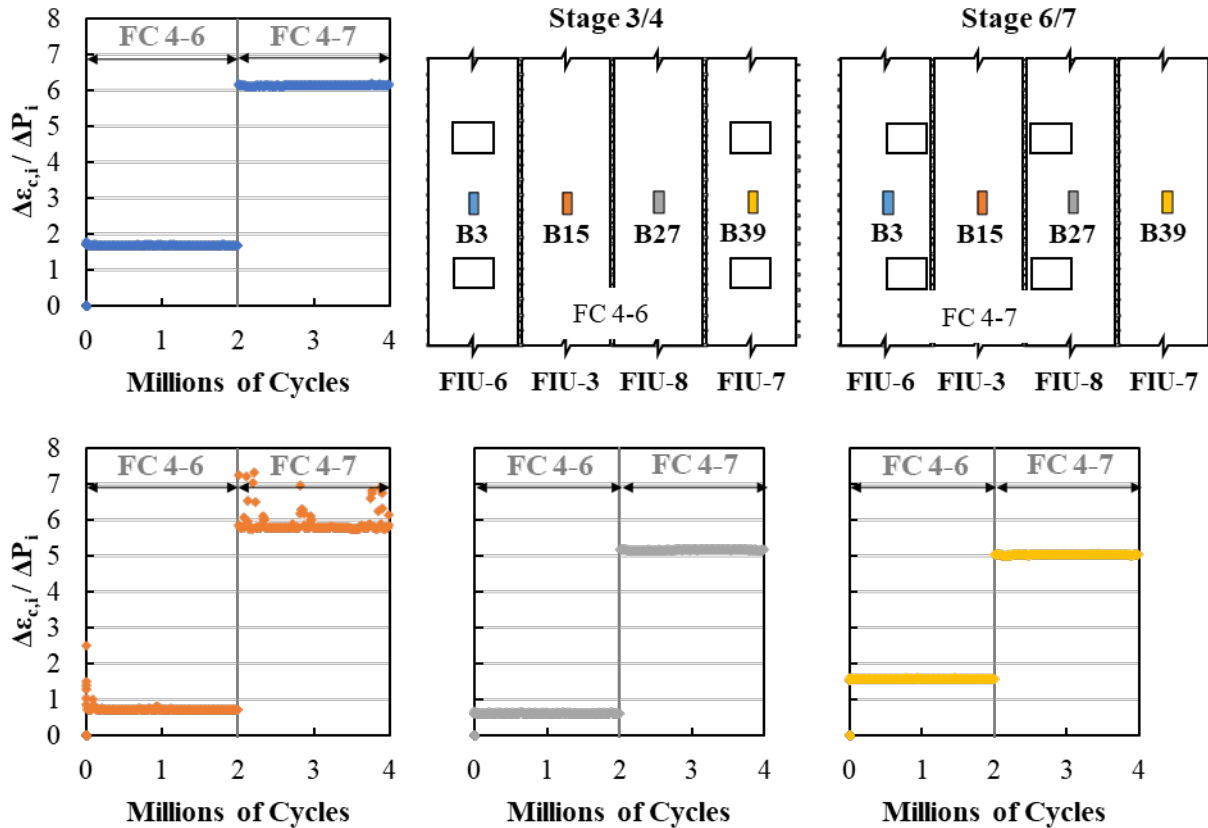 8
7
6
5
4
3
2
1
0
Δε_c,i / ΔP_i
FC 4-6 FC 4-7
0 1 2 3 4
Millions of Cycles
Stage 3/4
B3 B15 B27 B39
FC 4-6
FIU-6 FIU-3 FIU-8 FIU-7
Stage 6/7
B3 B15 B27 B39
FC 4-7
FIU-6 FIU-3 FIU-8 FIU-7
8
7
6
5
4
3
2
1
0
Δε_c,i / ΔP_i
FC 4-6 FC 4-7
0 1 2 3 4
Millions of Cycles
FC 4-6 FC 4-7
0 1 2 3 4
Millions of Cycles
FC 4-6 FC 4-7
0 1 2 3 4
Millions of Cycles